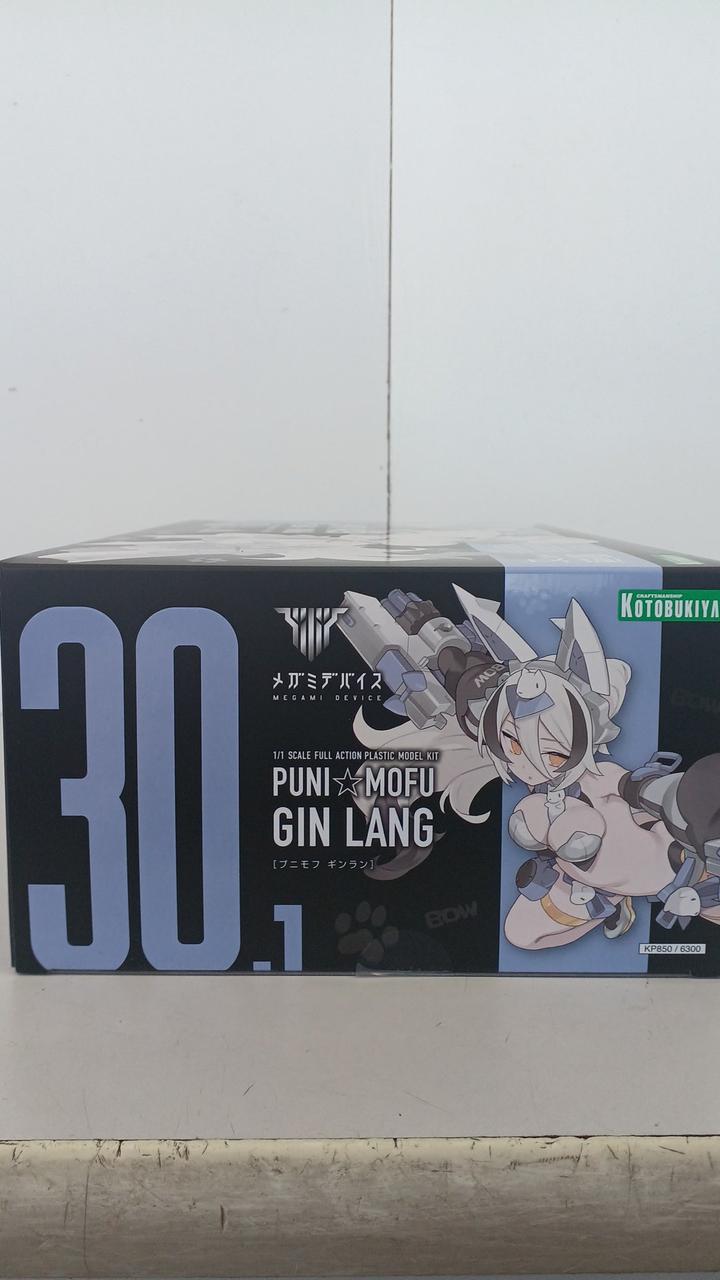 30.1
メガミデバイス
MEGAMI DEVICE
1/1 SCALE FULL ACTION PLASTIC MODEL KIT
PUNI☆MOFU
GIN LANG
[プニモフ ギンラン]
BOW
CRAFTSMANSHIP
KOTOBUKIYA
KP850 / 6300